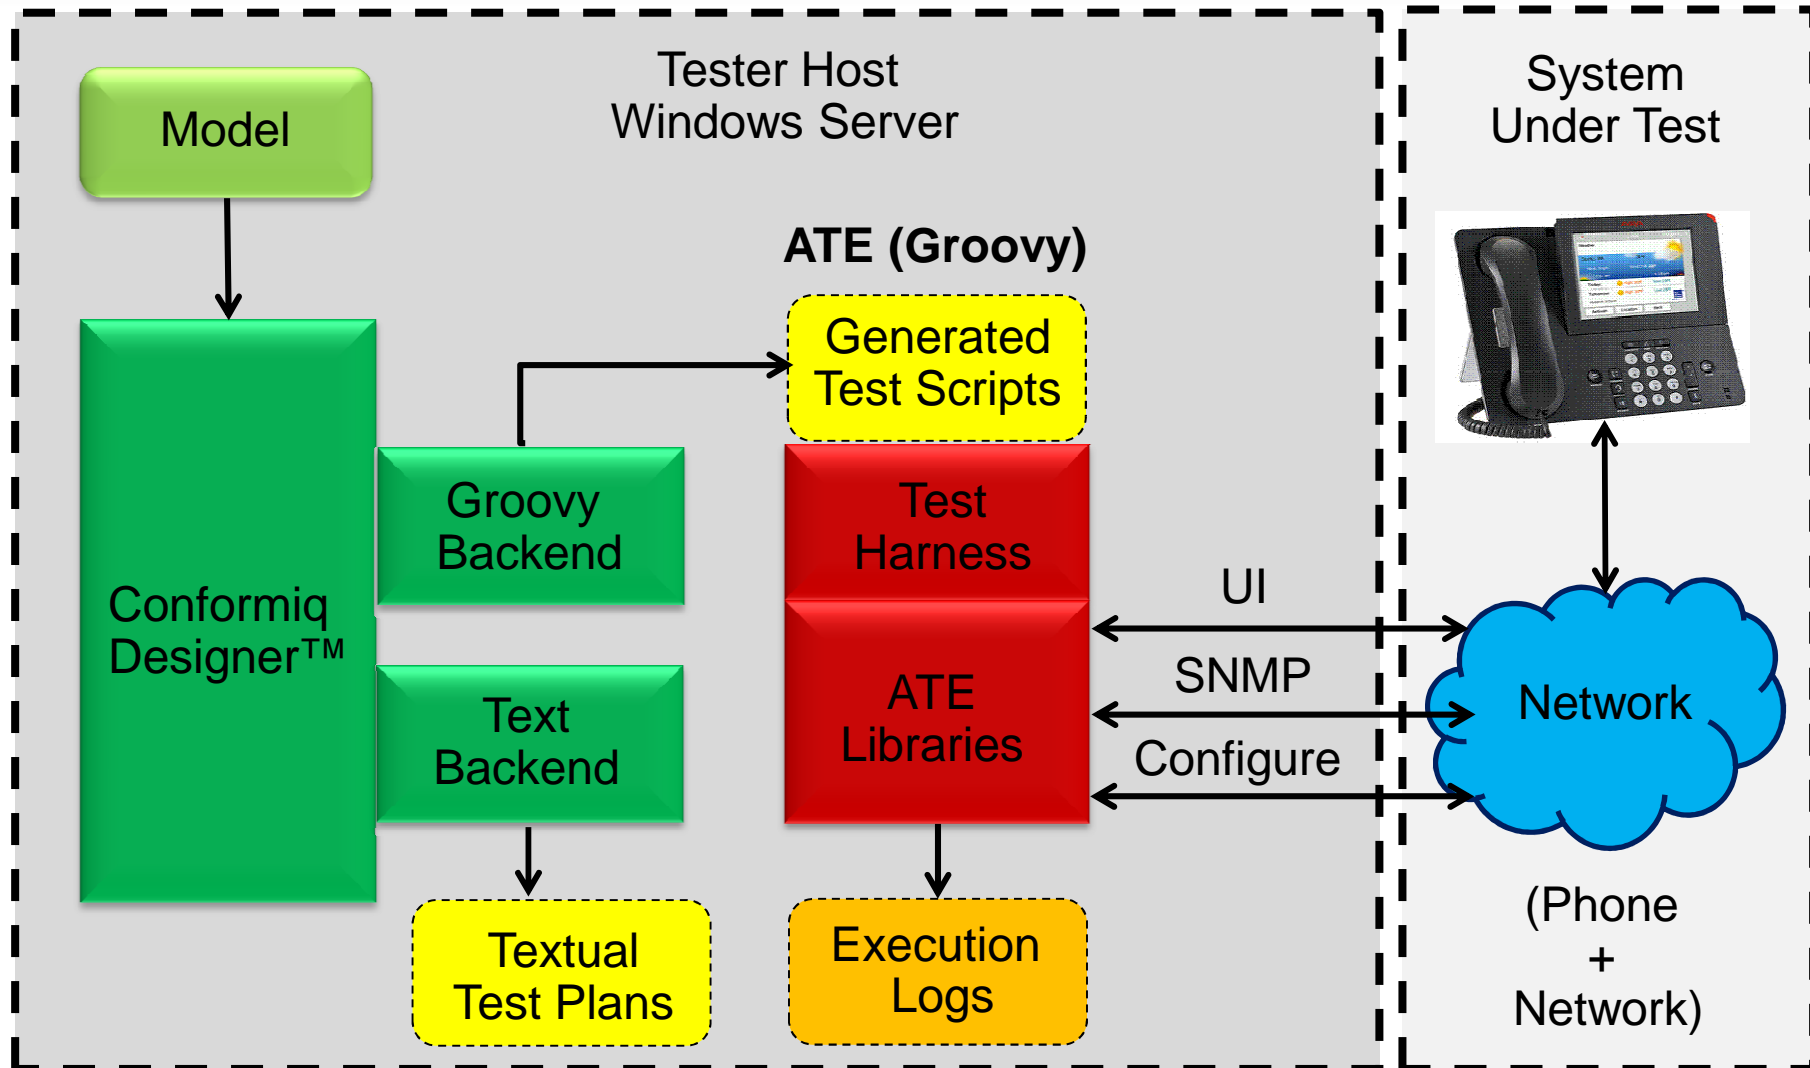 Tester Host
Windows Server
System
Under Test
Model
ATE (Groovy)
Generated
Test Scripts
Groovy
Backend
Test
Harness
Conformiq
Designer™
Text
Backend
ATE
Libraries
UI
SNMP
Configure
Network
Textual
Test Plans
Execution
Logs
(Phone
+
Network)